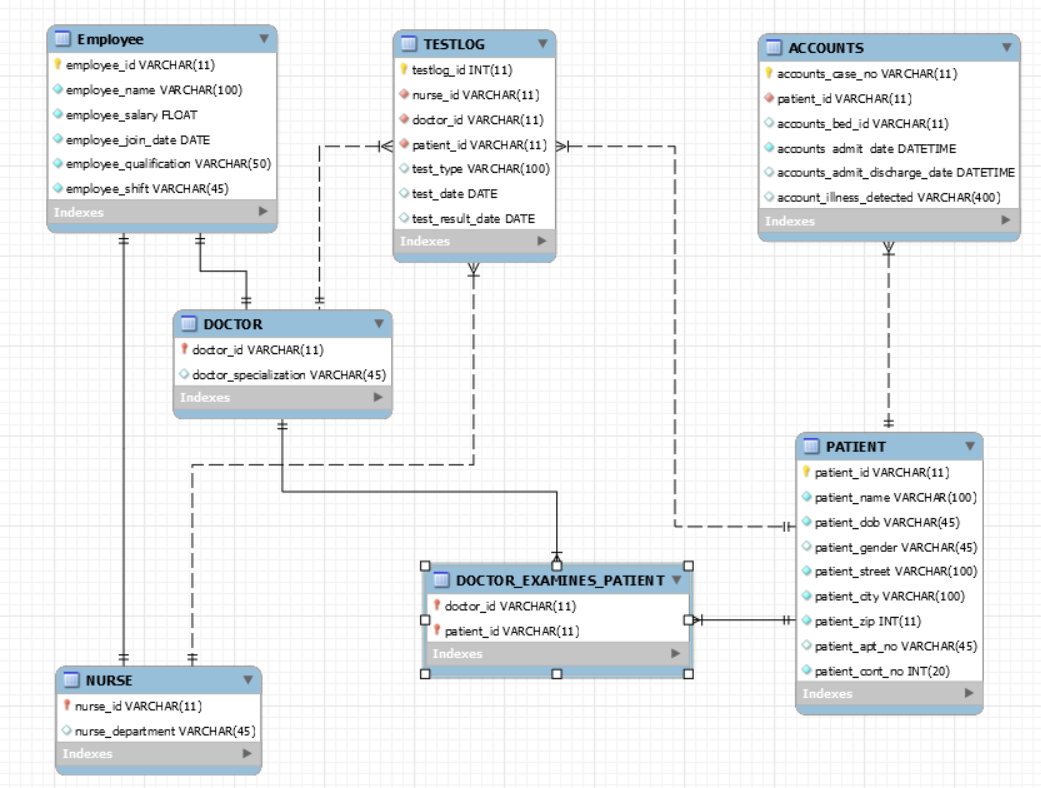 Employee
employee_id VARCHAR(11)
employee_name VARCHAR(100)
employee_salary FLOAT
employee_join_date DATE
employee_qualification VARCHAR(50)
employee_shift VARCHAR(45)
Indexes
TESTLOG
testlog_id INT(11)
nurse_id VARCHAR(11)
doctor_id VARCHAR(11)
patient_id VARCHAR(11)
test_type VARCHAR(100)
test_date DATE
test_result_date DATE
Indexes
ACCOUNTS
accounts_case_no VARCHAR(11)
patient_id VARCHAR(11)
accounts_bed_id VARCHAR(11)
accounts_admit_date DATETIME
accounts_admit_discharge_date DATETIME
account_illness_detected VARCHAR(400)
Indexes
DOCTOR
doctor_id VARCHAR(11)
doctor_specialization VARCHAR(45)
Indexes
PATIENT
patient_id VARCHAR(11)
patient_name VARCHAR(100)
patient_dob VARCHAR(45)
patient_gender VARCHAR(45)
patient_street VARCHAR(100)
patient_city VARCHAR(100)
patient_zip INT(11)
patient_apt_no VARCHAR(45)
patient_cont_no INT(20)
Indexes
DOCTOR_EXAMINES_PATIENT
doctor_id VARCHAR(11)
patient_id VARCHAR(11)
Indexes
NURSE
nurse_id VARCHAR(11)
nurse_department VARCHAR(45)
Indexes